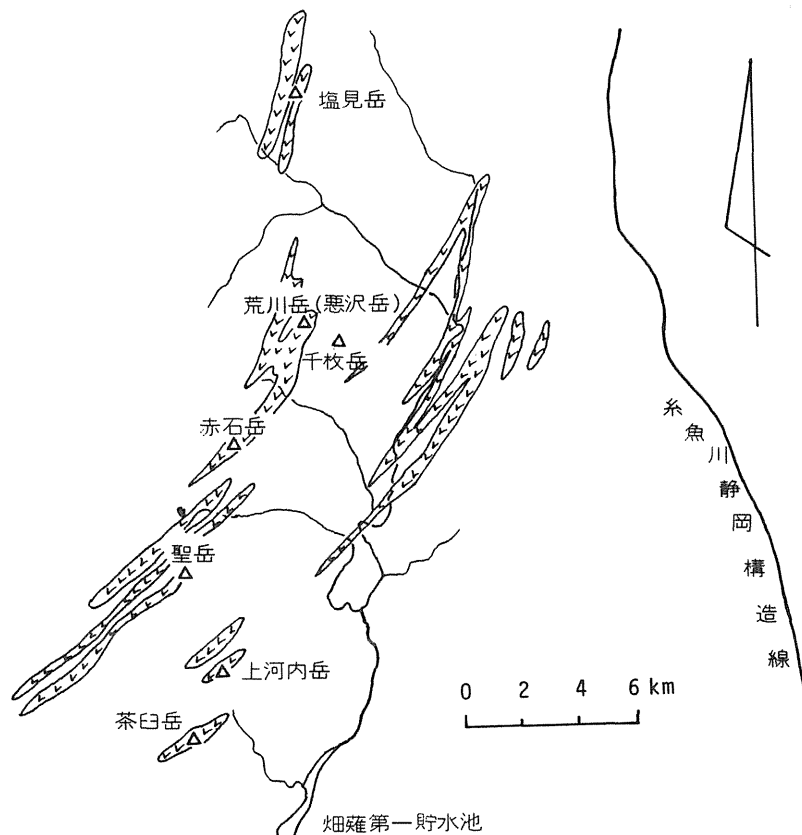 塩見岳
荒川岳(悪沢岳)
千枚岳
赤石岳
聖岳
上河内岳
茶臼岳
畑薙第一貯水池
糸魚川静岡構造線
0 2 4 6 km